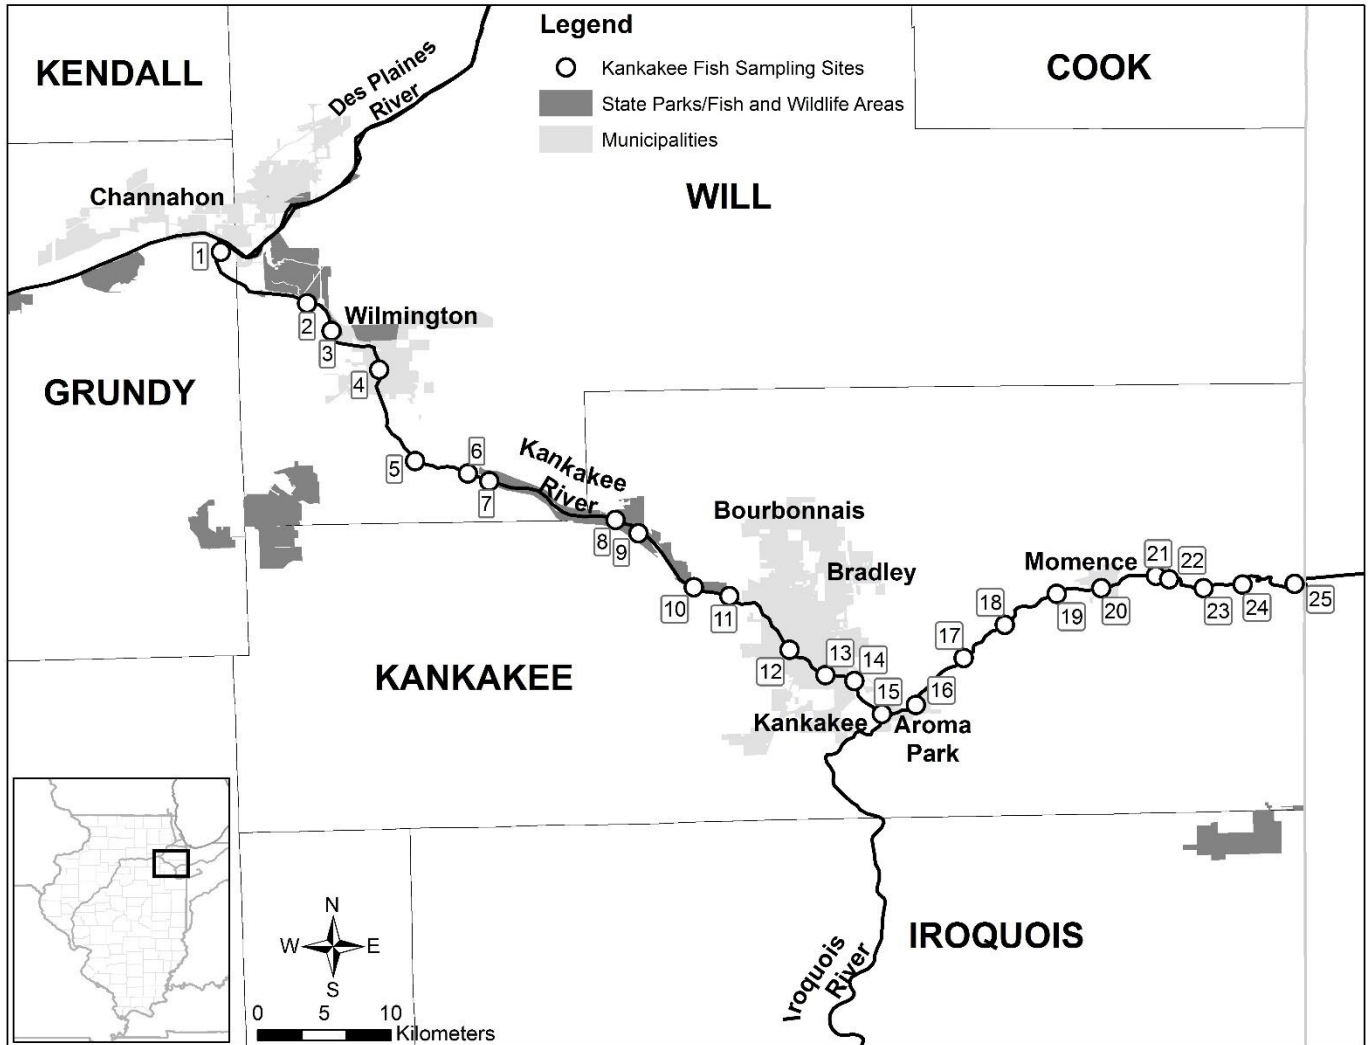 Legend
Kankakee Fish Sampling Sites
State Parks/Fish and Wildlife Areas
Municipalities
KENDALL
COOK
Des Plaines
River
WILL
Channahon
1
2
3
Wilmington
4
GRUNDY
5
6
7
Kankakee
River
8
9
10
11
Bourbonnais
Bradley
12
13
14
15
16
17
18
Momence
19
20
21
22
23
24
25
KANKAKEE
Kankakee
Aroma
Park
IROQUOIS
Iroquois
River
N
W
E
S
0
5
10
Kilometers